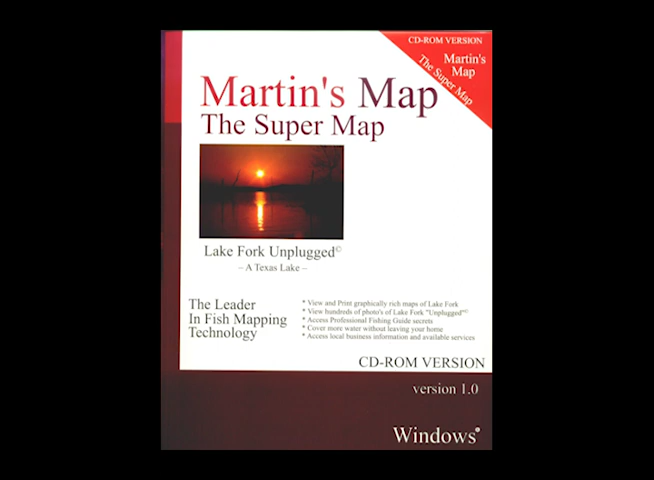 CD-ROM VERSION
Martin's
Map
The Super Map
Martin's Map
The Super Map
Lake Fork Unplugged©
– A Texas Lake –
The Leader
In Fish Mapping
Technology
* View and Print graphically rich maps of Lake Fork
* View hundreds of photo's of Lake Fork "Unplugged"©
* Access Professional Fishing Guide secrets
* Cover more water without leaving your home
* Access local business information and available services
CD-ROM VERSION
version 1.0
Windows®